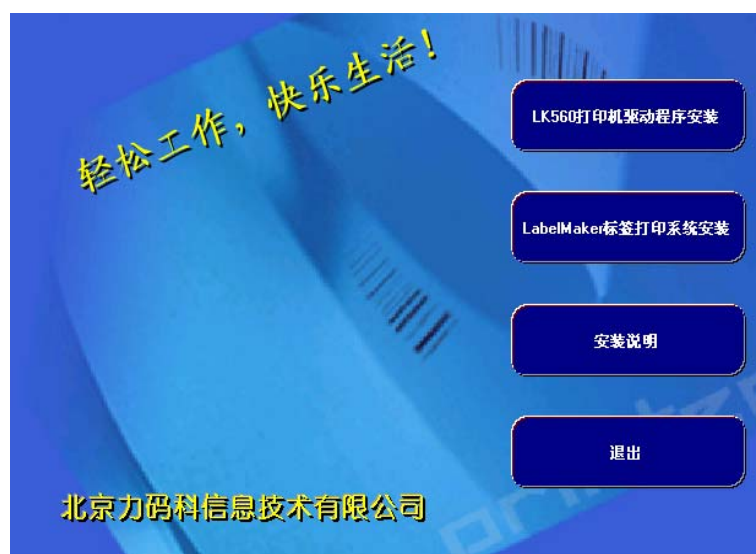 轻松工作，快乐生活！
LK560打印机驱动程序安装
LabelMaker标签打印系统安装
安装说明
退出
北京力码科信息技术有限公司